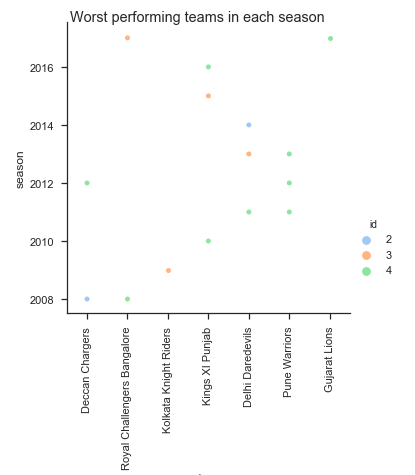 Worst performing teams in each season
2016
2014
2012
2010
2008
season
id
2
3
4
Deccan Chargers
Royal Challengers Bangalore
Kolkata Knight Riders
Kings XI Punjab
Delhi Daredevils
Pune Warriors
Gujarat Lions